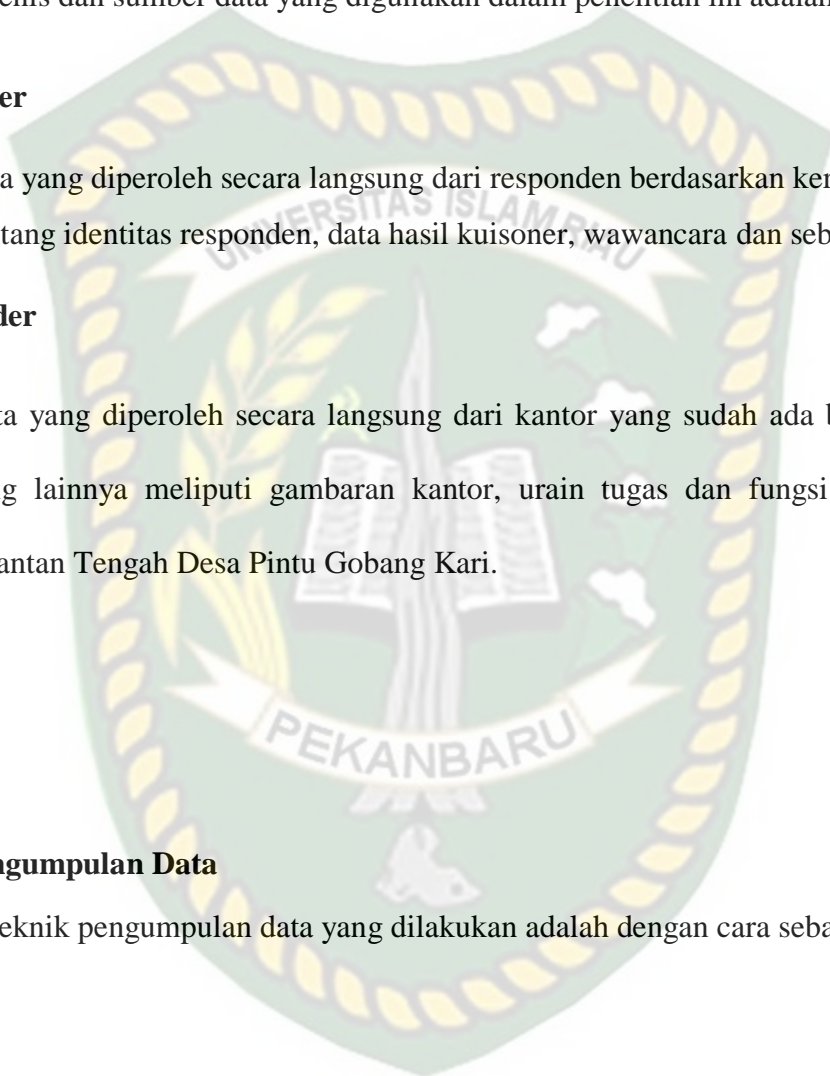 enis dan sumber data yang digunakan dalam penelitian ini adalah
er
a yang diperoleh secara langsung dari responden berdasarkan ker
UNIVERSITAS ISLAM RIAU
tang identitas responden, data hasil kuisoner, wawancara dan seb
der
ta yang diperoleh secara langsung dari kantor yang sudah ada b
g lainnya meliputi gambaran kantor, urain tugas dan fungsi
antan Tengah Desa Pintu Gobang Kari.
PEKANBARU
ngumpulan Data
eknik pengumpulan data yang dilakukan adalah dengan cara seba